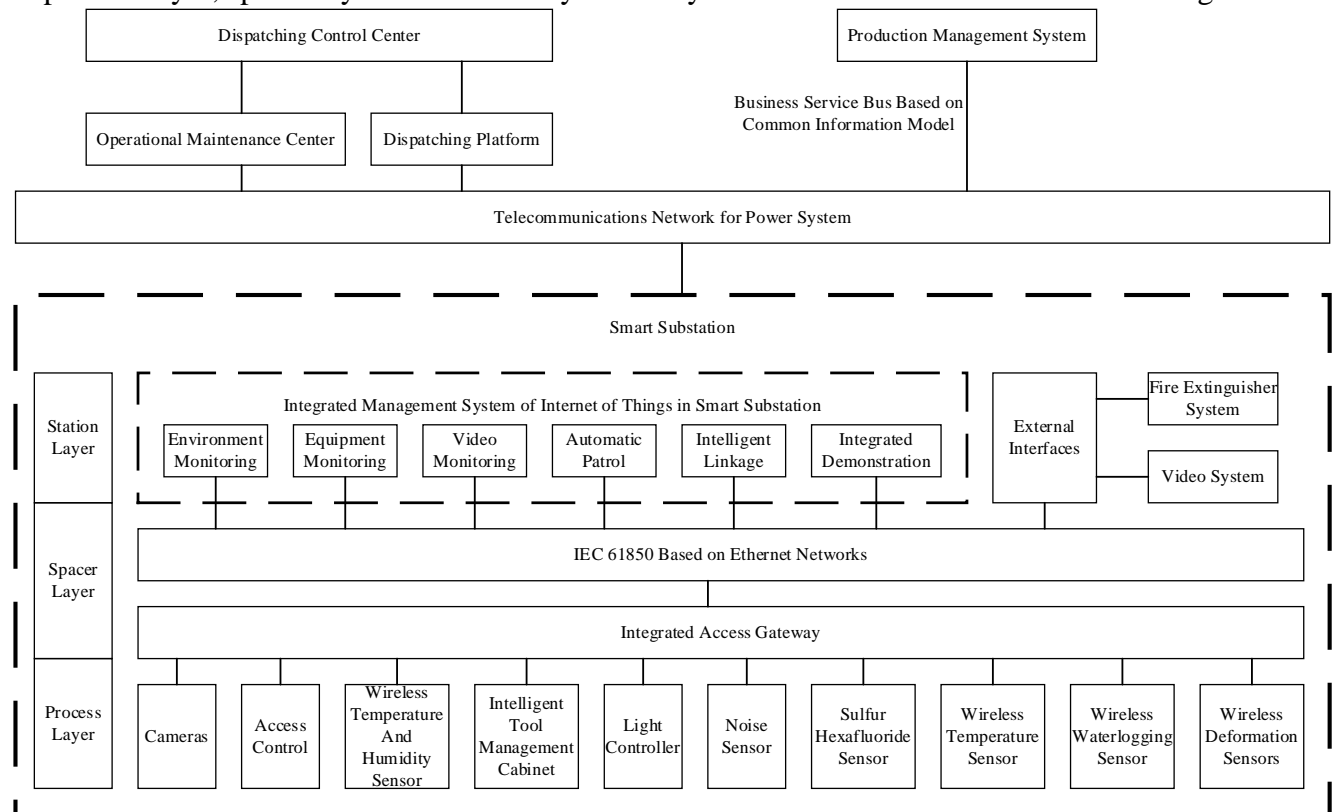 Dispatching Control Center
Production Management System
Business Service Bus Based on
Common Information Model
Operational Maintenance Center
Dispatching Platform
Telecommunications Network for Power System
Smart Substation
Station
Layer
Integrated Management System of Internet of Things in Smart Substation
Environment
Monitoring
Equipment
Monitoring
Video
Monitoring
Automatic
Patrol
Intelligent
Linkage
Integrated
Demonstration
External
Interfaces
Fire Extinguisher
System
Video System
Spacer
Layer
IEC 61850 Based on Ethernet Networks
Integrated Access Gateway
Process
Layer
Cameras
Access
Control
Wireless
Temperature
And
Humidity
Sensor
Intelligent
Tool
Management
Cabinet
Light
Controller
Noise
Sensor
Sulfur
Hexafluoride
Sensor
Wireless
Temperature
Sensor
Wireless
Waterlogging
Sensor
Wireless
Deformation
Sensors